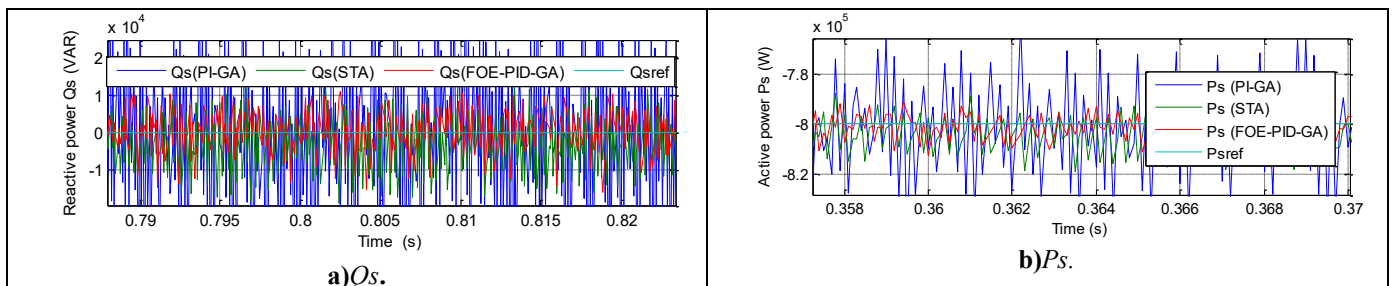 x 10^4
Reactive power Qs (VAR)
Qs(PI-GA) Qs(STA) Qs(FOE-PID-GA) Qsref
2
1
0
-1
0.79 0.795 0.8 0.805 0.81 0.815 0.82
Time (s)
a)Qs.
x 10^5
Active power Ps (W)
-7.8
-8
-8.2
Ps (PI-GA)
Ps (STA)
Ps (FOE-PID-GA)
Psref
0.358 0.36 0.362 0.364 0.366 0.368 0.37
Time (s)
b)Ps.